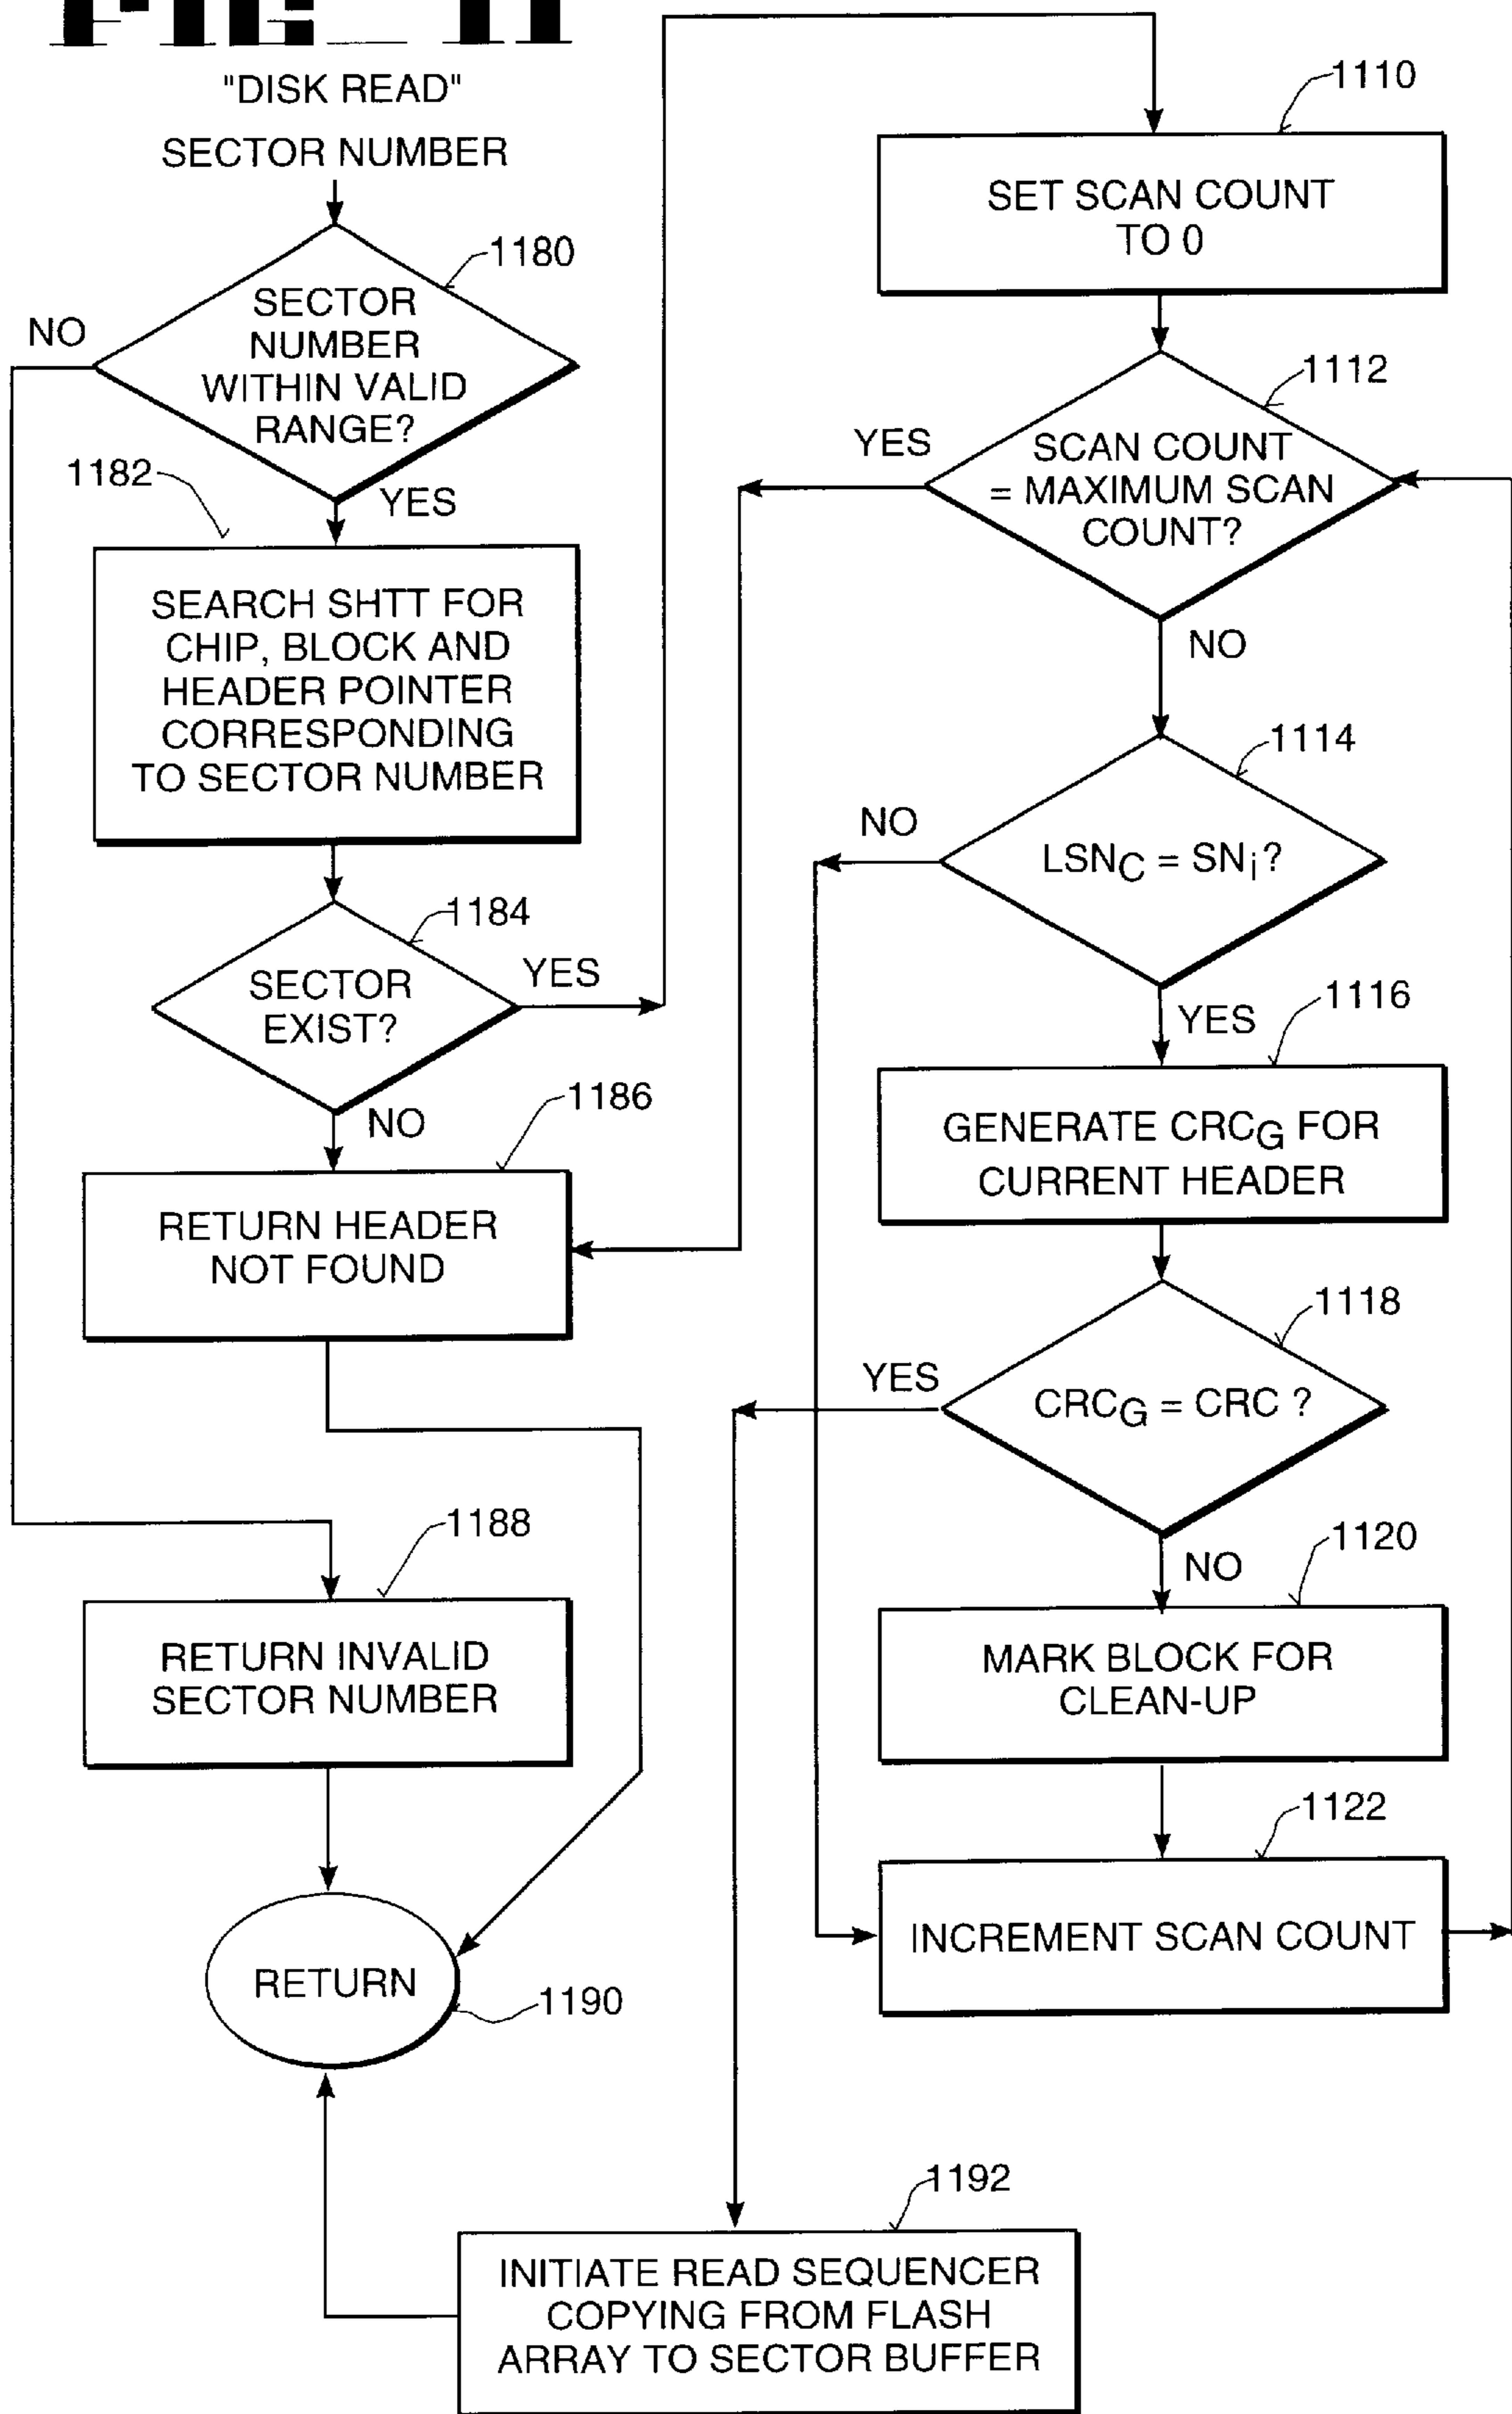 FIG 11
"DISK READ"
SECTOR NUMBER
1180
SECTOR
NUMBER
WITHIN VALID
RANGE?
NO
YES
1182
SEARCH SHTT FOR
CHIP, BLOCK AND
HEADER POINTER
CORRESPONDING
TO SECTOR NUMBER
1184
SECTOR
EXIST?
YES
NO
1186
RETURN HEADER
NOT FOUND
1188
RETURN INVALID
SECTOR NUMBER
RETURN
1190
1110
SET SCAN COUNT
TO 0
1112
SCAN COUNT
= MAXIMUM SCAN
COUNT?
YES
NO
1114
LSNC = SNi?
NO
YES
1116
GENERATE CRCG FOR
CURRENT HEADER
1118
CRCG = CRC ?
YES
NO
1120
MARK BLOCK FOR
CLEAN-UP
1122
INCREMENT SCAN COUNT
1192
INITIATE READ SEQUENCER
COPYING FROM FLASH
ARRAY TO SECTOR BUFFER